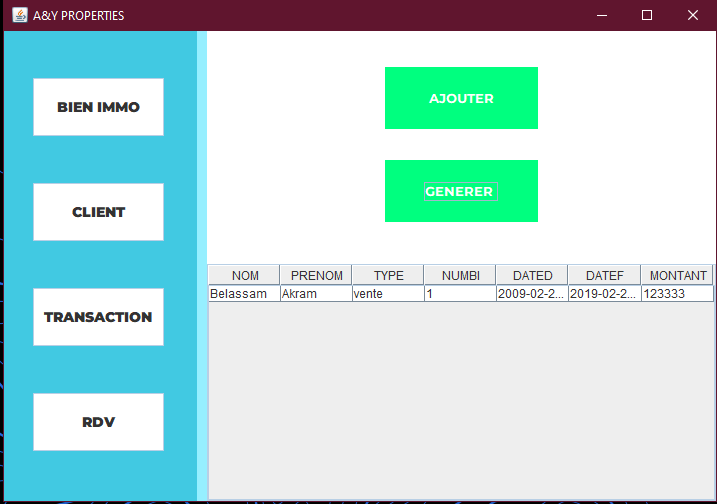 A&Y PROPERTIES
BIEN IMMO
CLIENT
TRANSACTION
RDV
AJOUTER
GENERER
NOM PRENOM TYPE NUMBI DATED DATEF MONTANT
Belassam Akram vente 1 2009-02-2... 2019-02-2... 123333